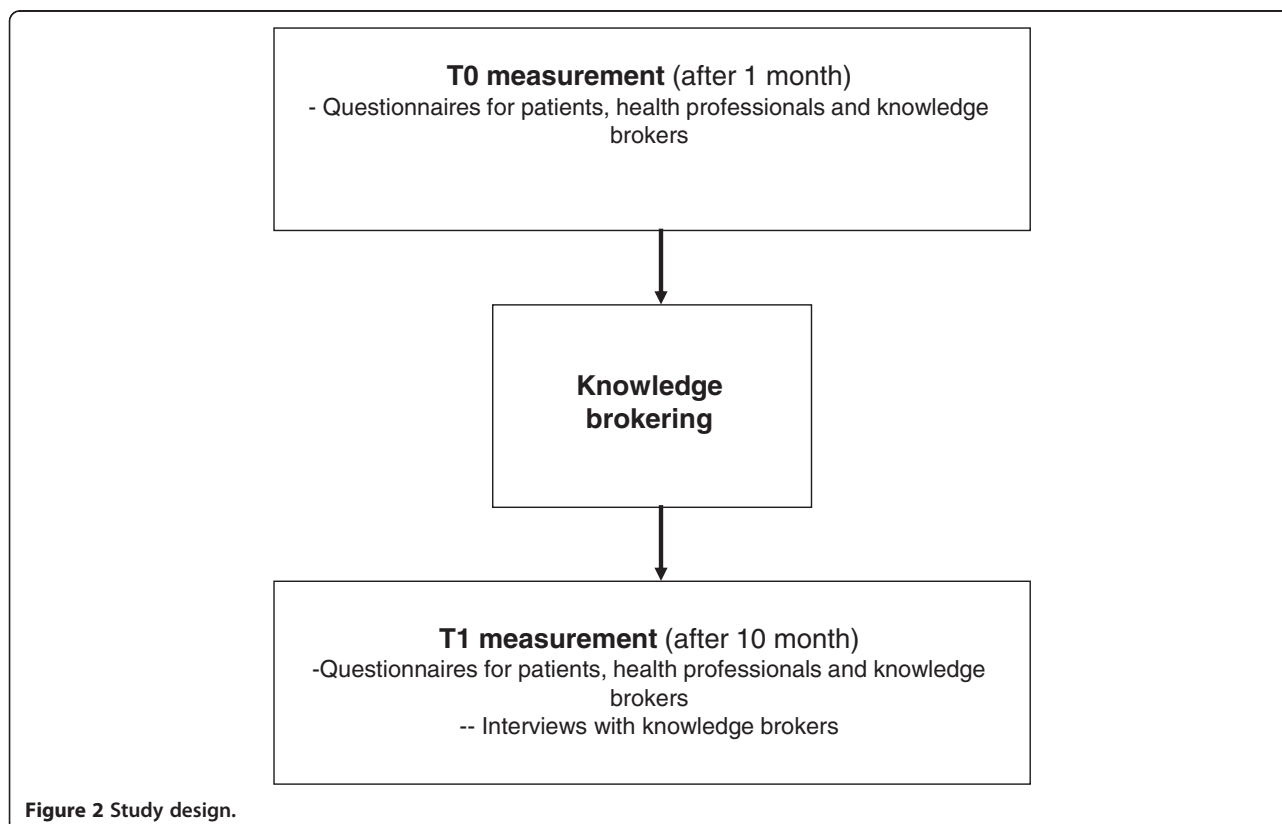 T0 measurement (after 1 month)
- Questionnaires for patients, health professionals and knowledge
brokers
Knowledge
brokering
T1 measurement (after 10 month)
-Questionnaires for patients, health professionals and knowledge
brokers
-- Interviews with knowledge brokers
Figure 2 Study design.